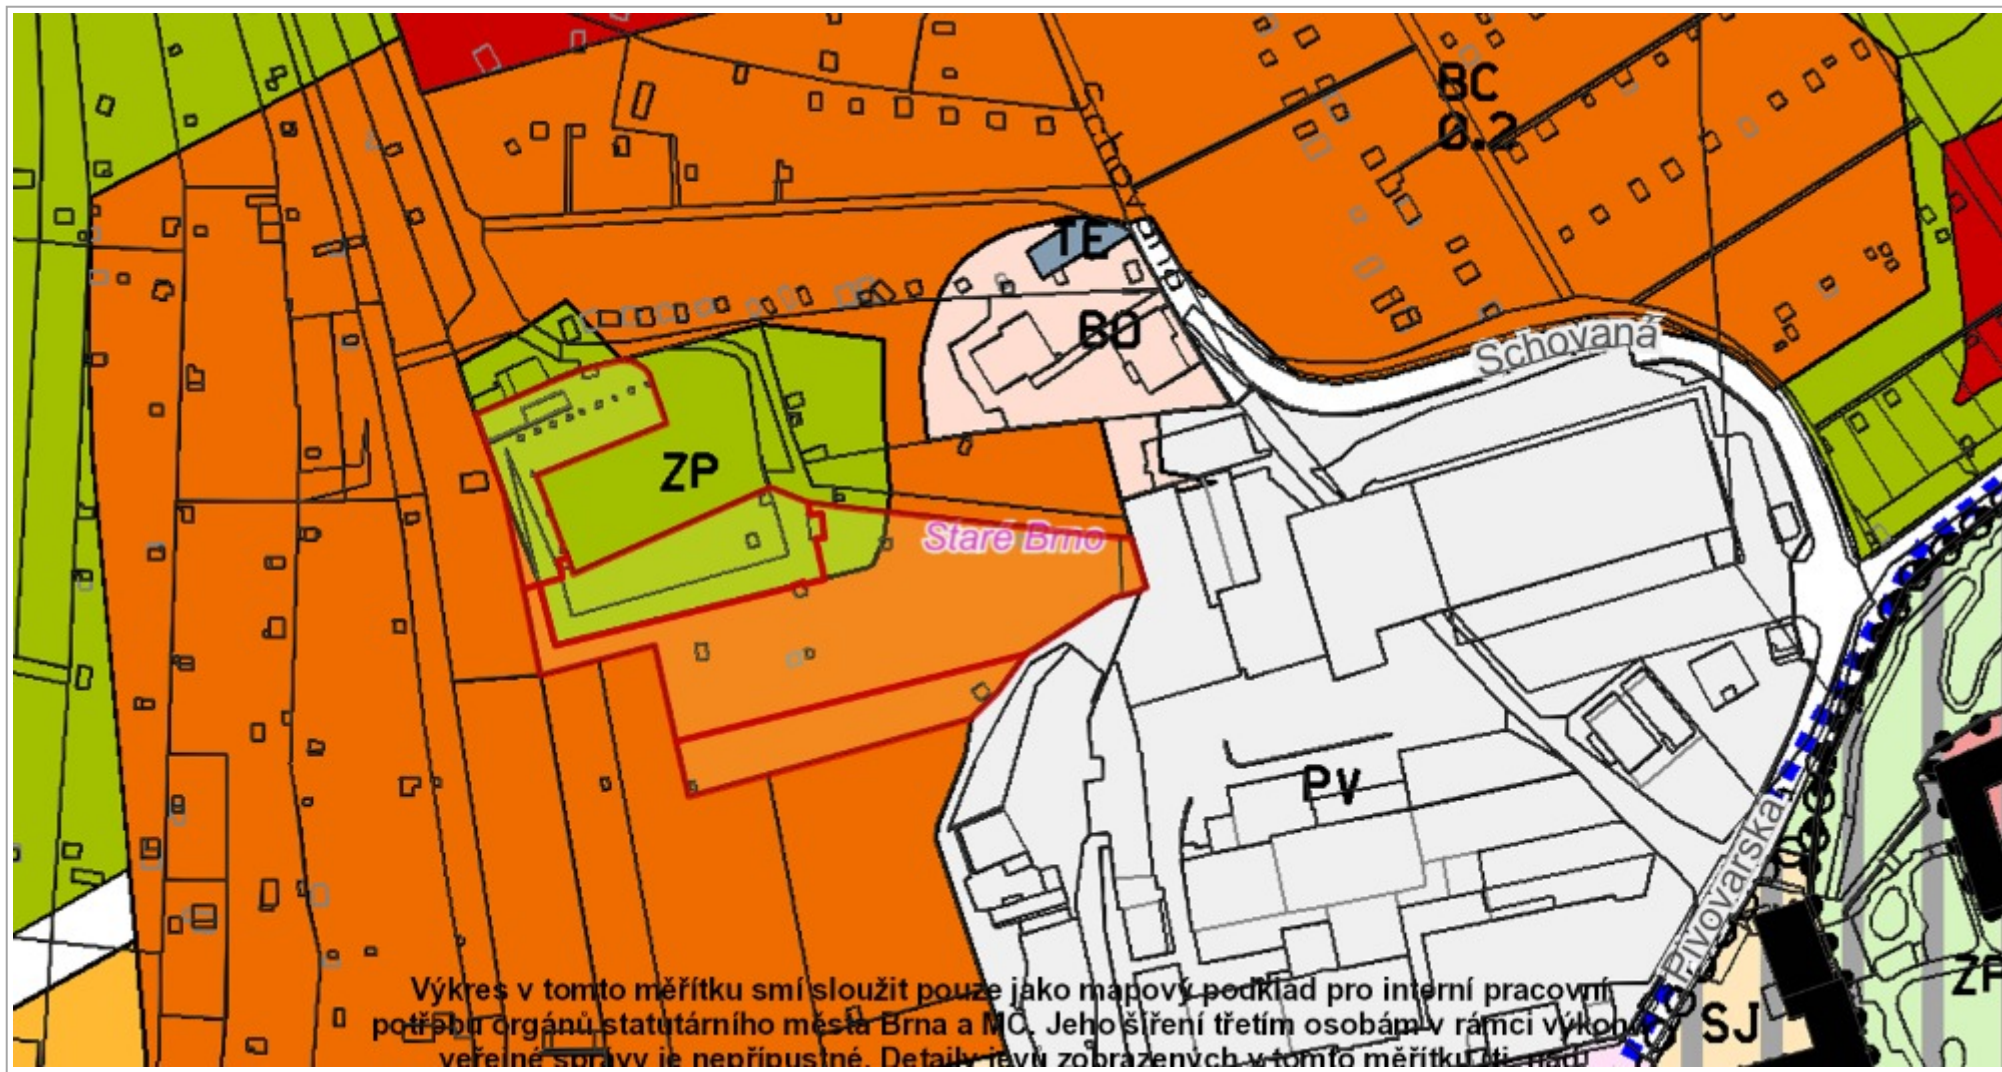 BC
0.2
Scho
TE
BO
Schovaná
ZP
Staré Brno
PV
Pivovarská
ZP
SJ
Výkres v tomto měřítku smí sloužit pouze jako mapový podklad pro interní pracovní
potřebu orgánů statutárního města Brna a MČ. Jeho šíření třetím osobám v rámci výkonu
veřejné správy je nepřípustné. Detaily jevů zobrazených v tomto měřítku